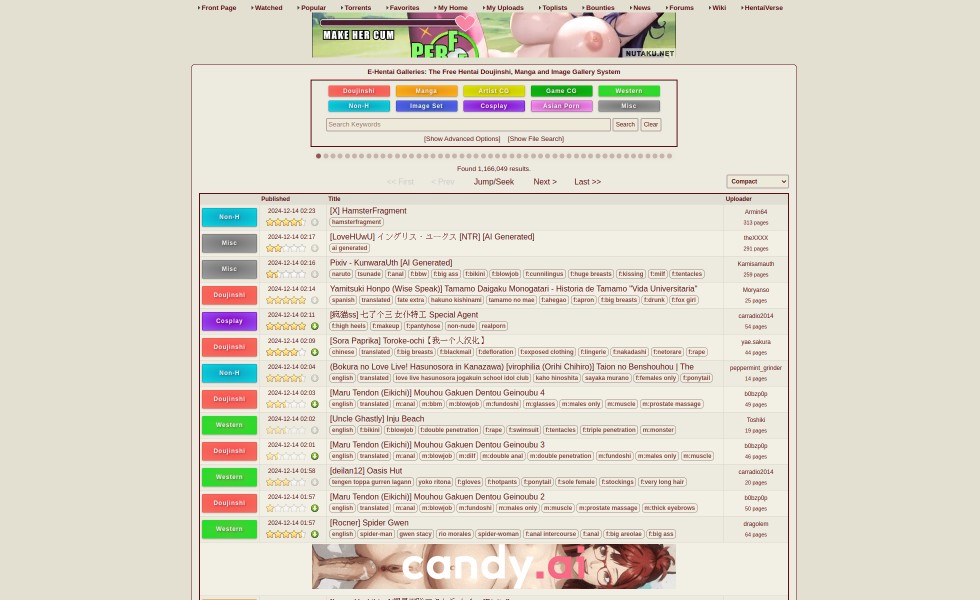 Front Page Watched Popular Torrents Favorites My Home My Uploads Toplists Bounties News Forums Wiki HentaiVerse
MAKE HER CUM
NUTAKU.NET
E-Hentai Galleries: The Free Hentai Doujinshi, Manga and Image Gallery System
Doujinshi Manga Artist CG Game CG Western
Non-H Image Set Cosplay Asian Porn Misc
Search Keywords Search Clear
[Show Advanced Options] [Show File Search]
Found 1,166,049 results.
<< First < Prev Jump/Seek Next > Last >> Compact
Published Title Uploader
Non-H 2024-12-14 02:23 [X] HamsterFragment Armin64
hamsterfragment 313 pages
Misc 2024-12-14 02:17 [LoveHUwU] イングリス・ユークス [NTR] [AI Generated] theXXXX
ai generated 291 pages
Misc 2024-12-14 02:16 Pixiv - KunwaraUth [AI Generated] Kamisamauth
naruto tsunade f:anal f:bbw f:big ass f:bikini f:blowjob f:cunnilingus f:huge breasts f:kissing f:milf f:tentacles 259 pages
Doujinshi 2024-12-14 02:14 Yamitsuki Honpo (Wise Speak)] Tamamo Daigaku Monogatari - Historia de Tamamo "Vida Universitaria" Moryanso
spanish translated fate extra hakuno kishinami tamamo no mae f:ahegao f:apron f:big breasts f:drunk f:fox girl 25 pages
Cosplay 2024-12-14 02:11 [疯猫ss] 七了个三 女仆特工 Special Agent carradio2014
f:high heels f:makeup f:pantyhose non-nude realporn 54 pages
Doujinshi 2024-12-14 02:09 [Sora Paprika] Toroke-ochi【我一个人汉化】 yae.sakura
chinese translated f:big breasts f:blackmail f:defloration f:exposed clothing f:lingerie f:nakadashi f:netorare f:rape 44 pages
Non-H 2024-12-14 02:04 (Bokura no Love Live! Hasunosora in Kanazawa) [virophilia (Orihi Chihiro)] Taion no Benshouhou | The peppermint_grinder
english translated love live hasunosora jogakuin school idol club kaho hinoshita sayaka murano f:females only f:ponytail 14 pages
Doujinshi 2024-12-14 02:03 [Maru Tendon (Eikichi)] Mouhou Gakuen Dentou Geinoubu 4 b0bzp0p
english translated m:anal m:bbm m:blowjob m:fundoshi m:glasses m:males only m:muscle m:prostate massage 49 pages
Western 2024-12-14 02:02 [Uncle Ghastly] Inju Beach Toshiki
english f:bikini f:blowjob f:double penetration f:rape f:swimsuit f:tentacles f:triple penetration m:monster 19 pages
Doujinshi 2024-12-14 02:01 [Maru Tendon (Eikichi)] Mouhou Gakuen Dentou Geinoubu 3 b0bzp0p
english translated m:anal m:blowjob m:dilf m:double anal m:double penetration m:fundoshi m:males only m:muscle 46 pages
Western 2024-12-14 01:58 [deilan12] Oasis Hut carradio2014
tengen toppa gurren lagann yoko ritona f:gloves f:hotpants f:ponytail f:sole female f:stockings f:very long hair 20 pages
Doujinshi 2024-12-14 01:57 [Maru Tendon (Eikichi)] Mouhou Gakuen Dentou Geinoubu 2 b0bzp0p
english translated m:anal m:blowjob m:fundoshi m:males only m:muscle m:prostate massage m:thick eyebrows 50 pages
Western 2024-12-14 01:57 [Rocner] Spider Gwen dragolem
english spider-man gwen stacy rio morales spider-woman f:anal intercourse f:anal f:big areolae f:big ass 64 pages
candy.ai